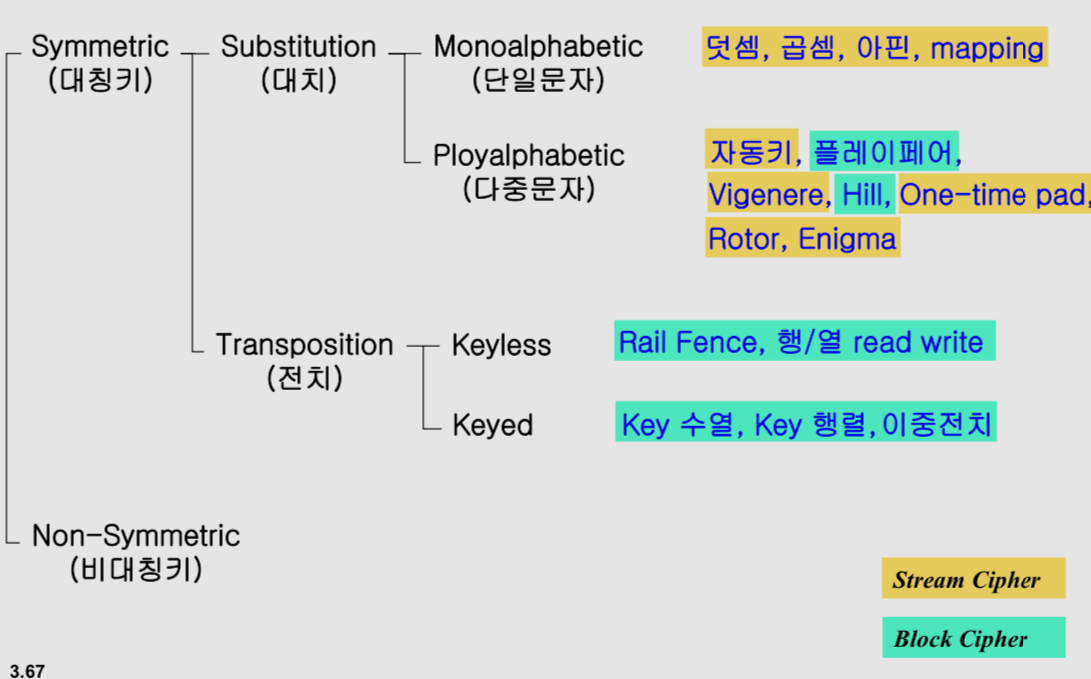 Symmetric Substitution Monoalphabetic 덧셈, 곱셈, 아핀, mapping
(대칭키) (대치) (단일문자)
Ployalphabetic 자동키, 플레이페어,
(다중문자) Vigenere, Hill, One-time pad,
Rotor, Enigma
Transposition Keyless Rail Fence, 행/열 read write
(전치)
Keyed Key 수열, Key 행렬, 이중전치
Non-Symmetric
(비대칭키)
Stream Cipher
Block Cipher
3.67